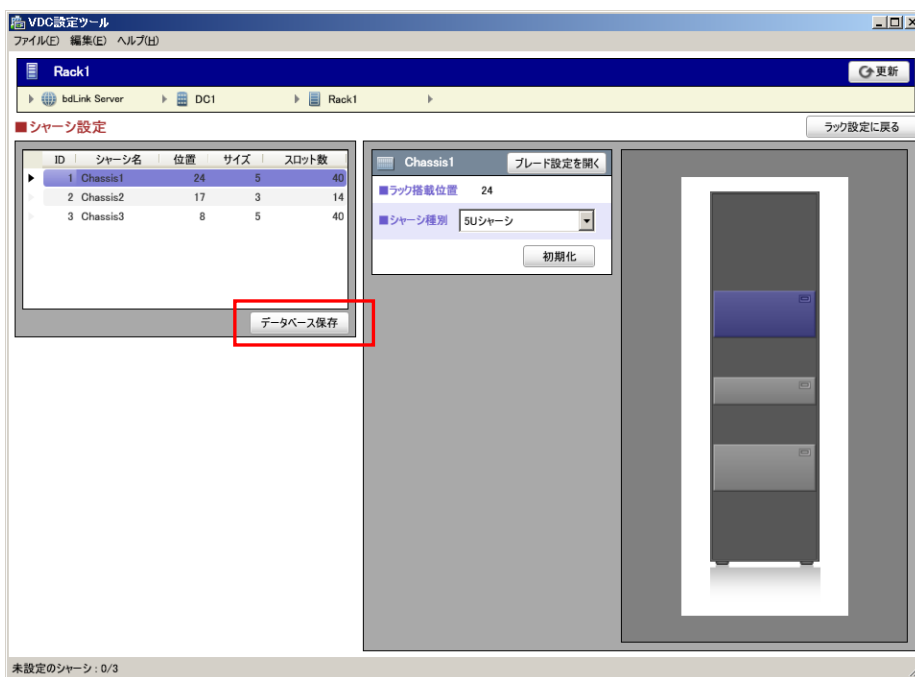 VDC設定ツール
ファイル(F) 編集(E) ヘルプ(H)
Rack1
更新
bdLink Server DC1 Rack1
■シャーシ設定
ラック設定に戻る
ID シャーシ名 位置 サイズ スロット数
1 Chassis1 24 5 40
2 Chassis2 17 3 14
3 Chassis3 8 5 40
データベース保存
Chassis1 ブレード設定を開く
■ラック搭載位置 24
■シャーシ種別 5Uシャーシ
初期化
未設定のシャーシ : 0/3